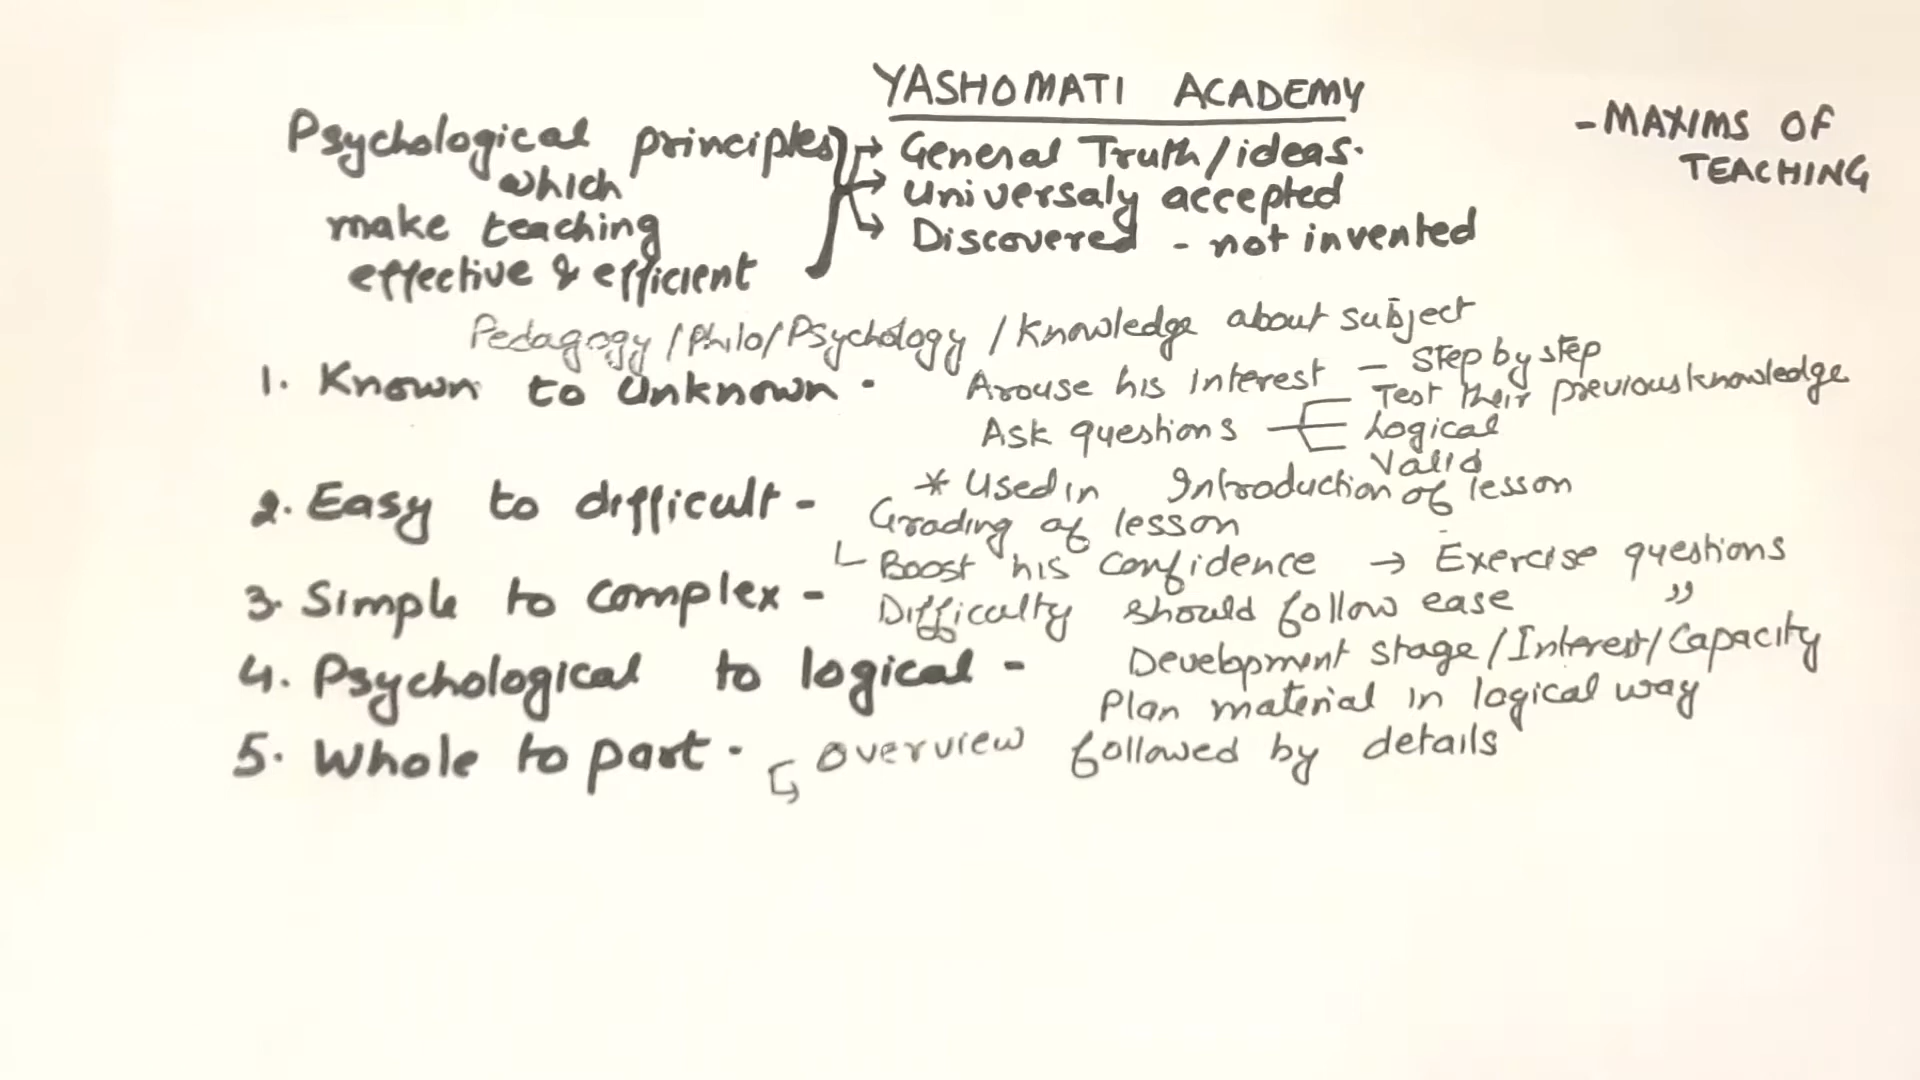 YASHOMATI ACADEMY
- MAXIMS OF
TEACHING
Psychological principles
which
make teaching
effective & efficient
General Truth/ideas.
Universaly accepted
Discovered - not invented
Pedagogy /Philo/Psychology /Knowledge about subject
1. Known to Unknown. Arouse his interest - Step by step
Ask questions
Test their previous knowledge
Logical
Valid
* Used in Introduction of lesson
2. Easy to difficult - Grading of lesson
Boost his confidence → Exercise questions
3. Simple to complex - Difficulty should follow ease "
4. Psychological to logical - Development stage/Interest/Capacity
Plan material in logical way
5. Whole to part. overview followed by details